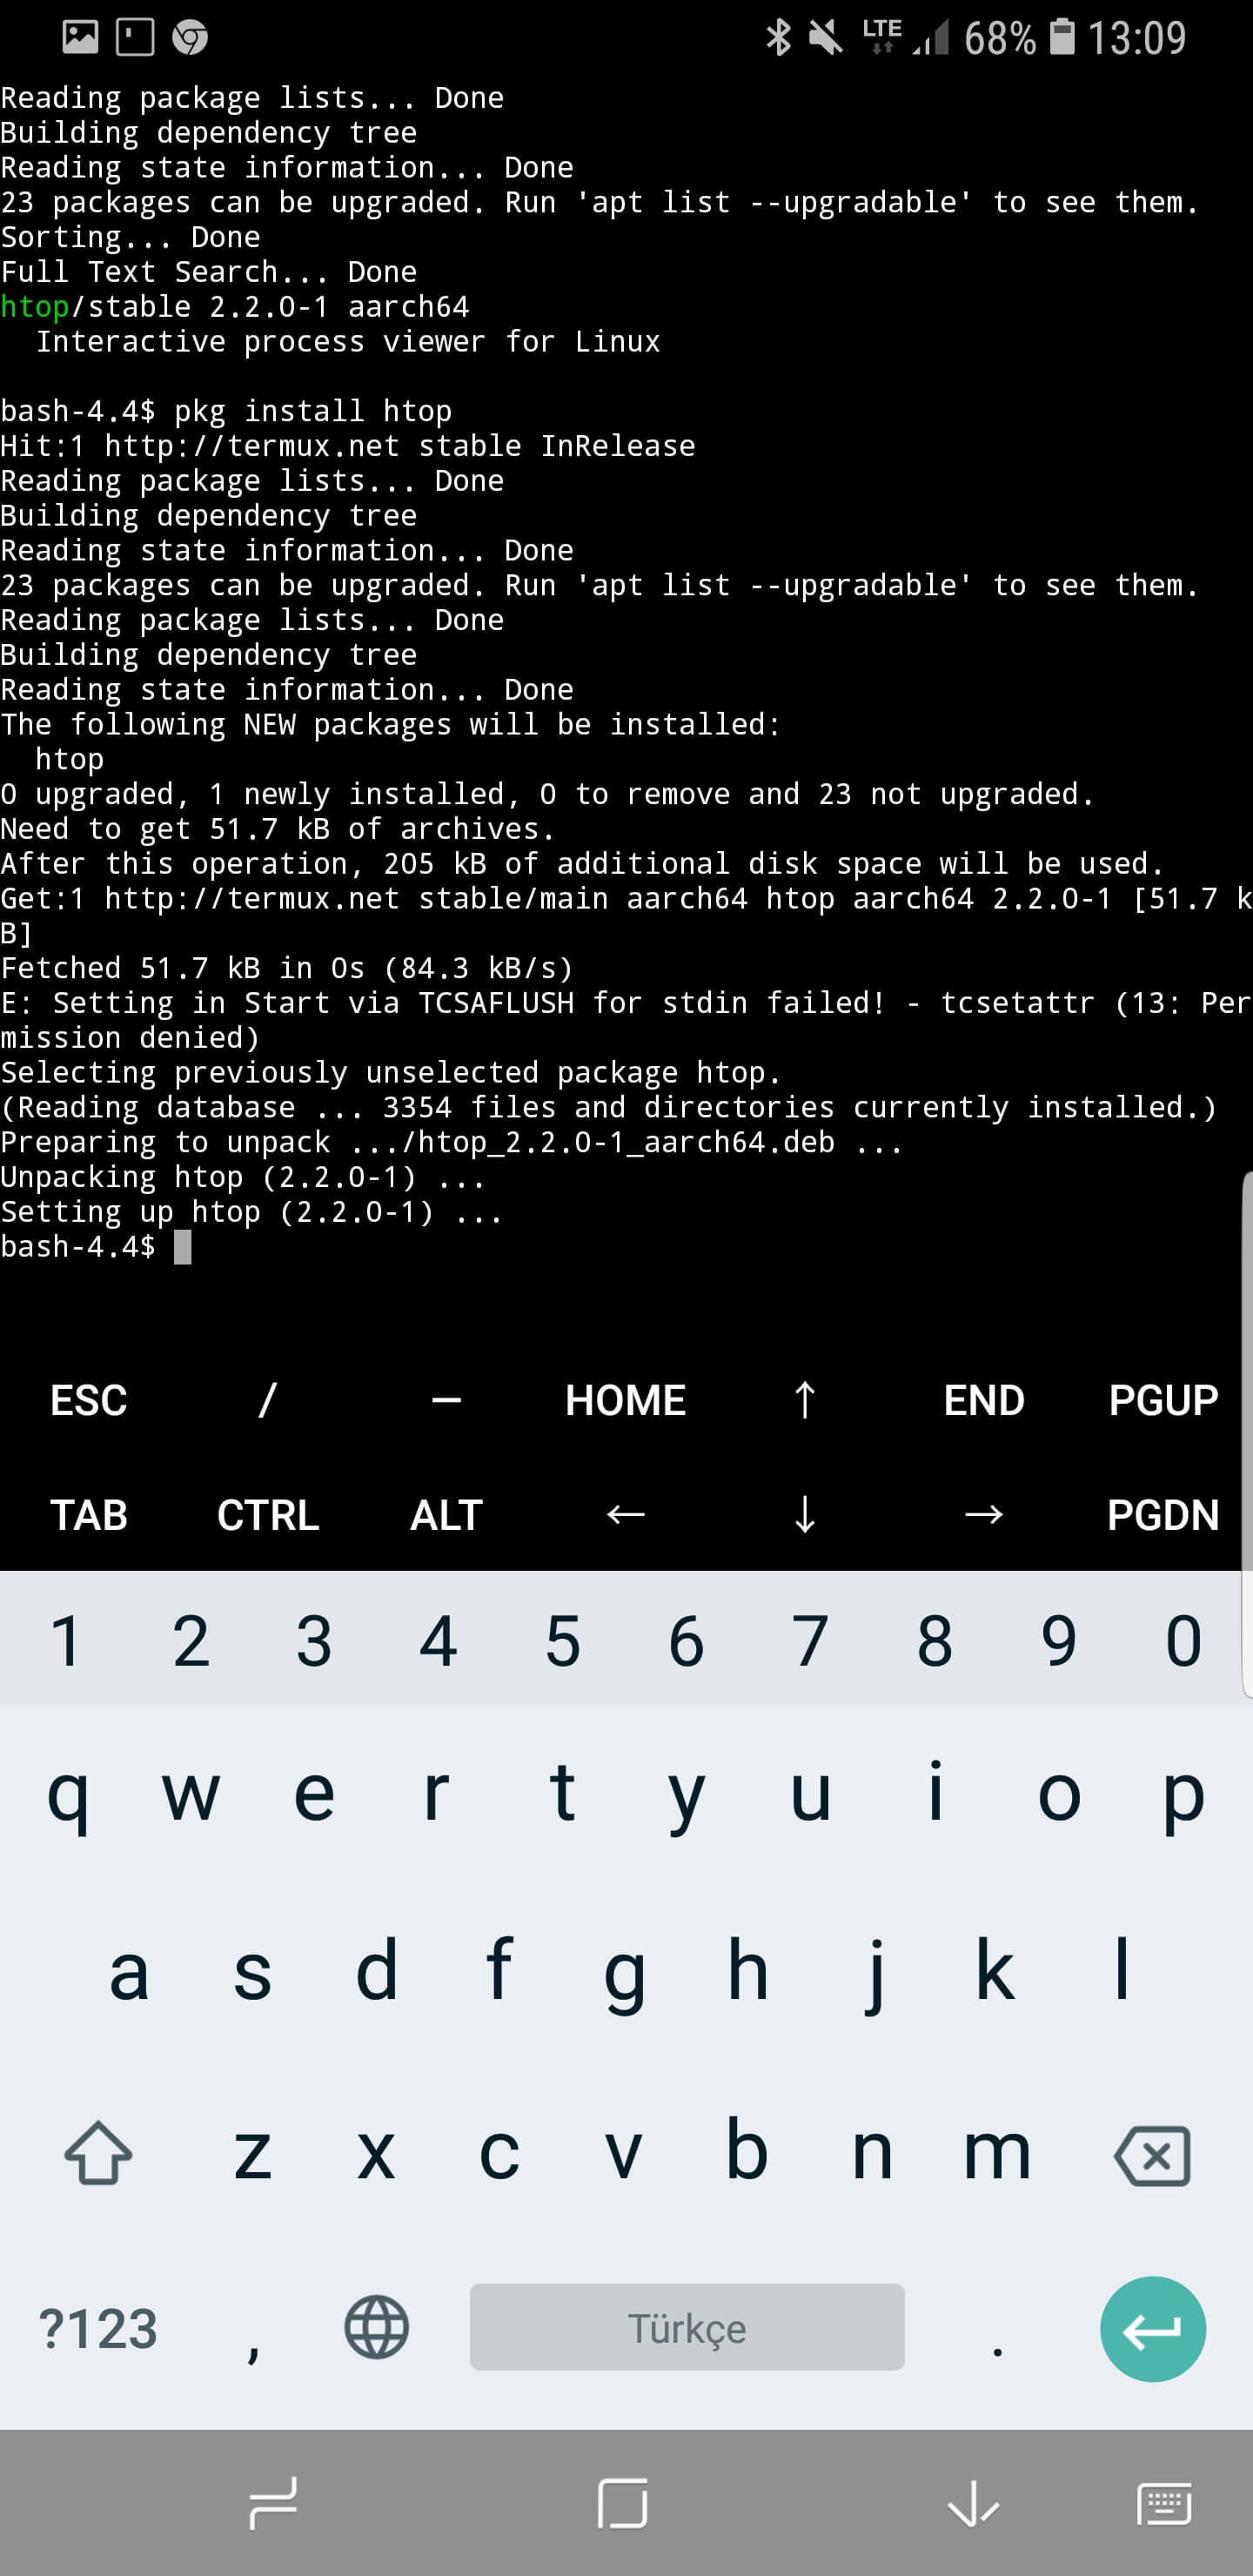 LTE 68% 13:09
Reading package lists... Done
Building dependency tree
Reading state information... Done
23 packages can be upgraded. Run 'apt list --upgradable' to see them.
Sorting... Done
Full Text Search... Done
htop/stable 2.2.0-1 aarch64
  Interactive process viewer for Linux

bash-4.4$ pkg install htop
Hit:1 http://termux.net stable InRelease
Reading package lists... Done
Building dependency tree
Reading state information... Done
23 packages can be upgraded. Run 'apt list --upgradable' to see them.
Reading package lists... Done
Building dependency tree
Reading state information... Done
The following NEW packages will be installed:
  htop
0 upgraded, 1 newly installed, 0 to remove and 23 not upgraded.
Need to get 51.7 kB of archives.
After this operation, 205 kB of additional disk space will be used.
Get:1 http://termux.net stable/main aarch64 htop aarch64 2.2.0-1 [51.7 k
B]
Fetched 51.7 kB in 0s (84.3 kB/s)
E: Setting in Start via TCSAFLUSH for stdin failed! - tcsetattr (13: Per
mission denied)
Selecting previously unselected package htop.
(Reading database ... 3354 files and directories currently installed.)
Preparing to unpack .../htop_2.2.0-1_aarch64.deb ...
Unpacking htop (2.2.0-1) ...
Setting up htop (2.2.0-1) ...
bash-4.4$
ESC / — HOME ↑ END PGUP
TAB CTRL ALT ← ↓ → PGDN
1 2 3 4 5 6 7 8 9 0
q w e r t y u i o p
a s d f g h j k l
z x c v b n m
?123 , Türkçe .